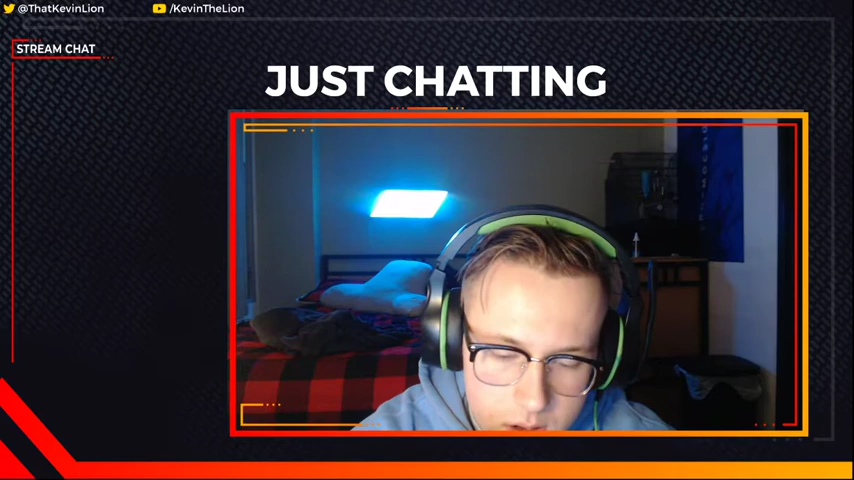 @ThatKevinLion
/KevinTheLion
STREAM CHAT
JUST CHATTING